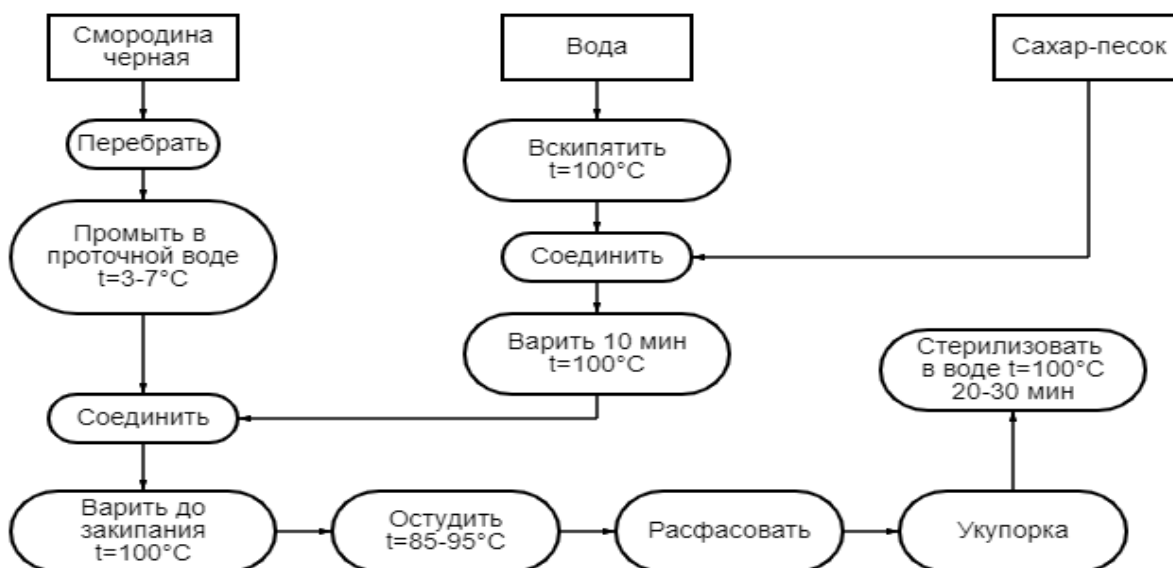 Смородина
черная
Вода
Сахар-песок
Перебрать
Вскипятить
t=100°C
Промыть в
проточной воде
t=3-7°C
Соединить
Варить 10 мин
t=100°C
Стерилизовать
в воде t=100°C
20-30 мин
Соединить
Варить до
закипания
t=100°C
Остудить
t=85-95°C
Расфасовать
Укупорка